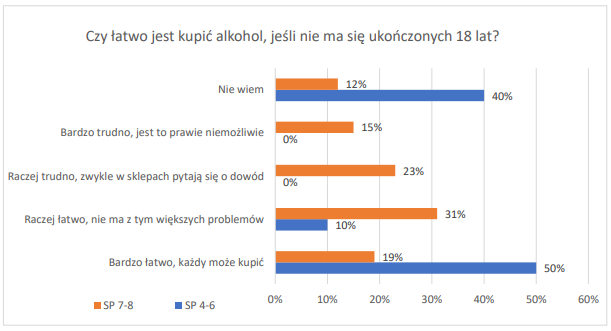 Czy łatwo jest kupić alkohol, jeśli nie ma się ukończonych 18 lat?
Nie wiem
12%
40%
Bardzo trudno, jest to prawie niemożliwie
15%
0%
Raczej trudno, zwykle w sklepach pytają się o dowód
23%
0%
Raczej łatwo, nie ma z tym większych problemów
31%
10%
Bardzo łatwo, każdy może kupić
19%
50%
0% 10% 20% 30% 40% 50% 60%
SP 7-8 SP 4-6